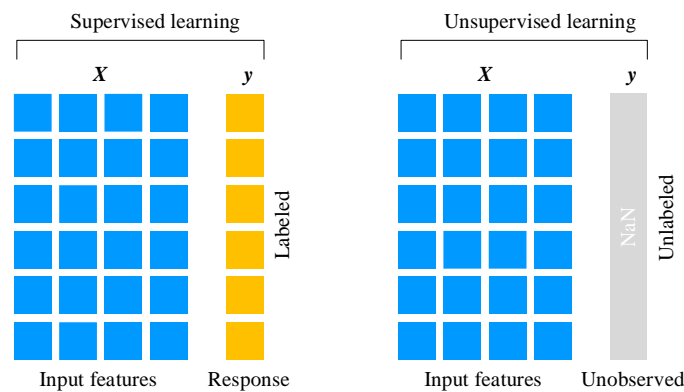 Supervised learning
X y
Labeled
Input features Response
Unsupervised learning
X y
NaN
Unlabeled
Input features Unobserved